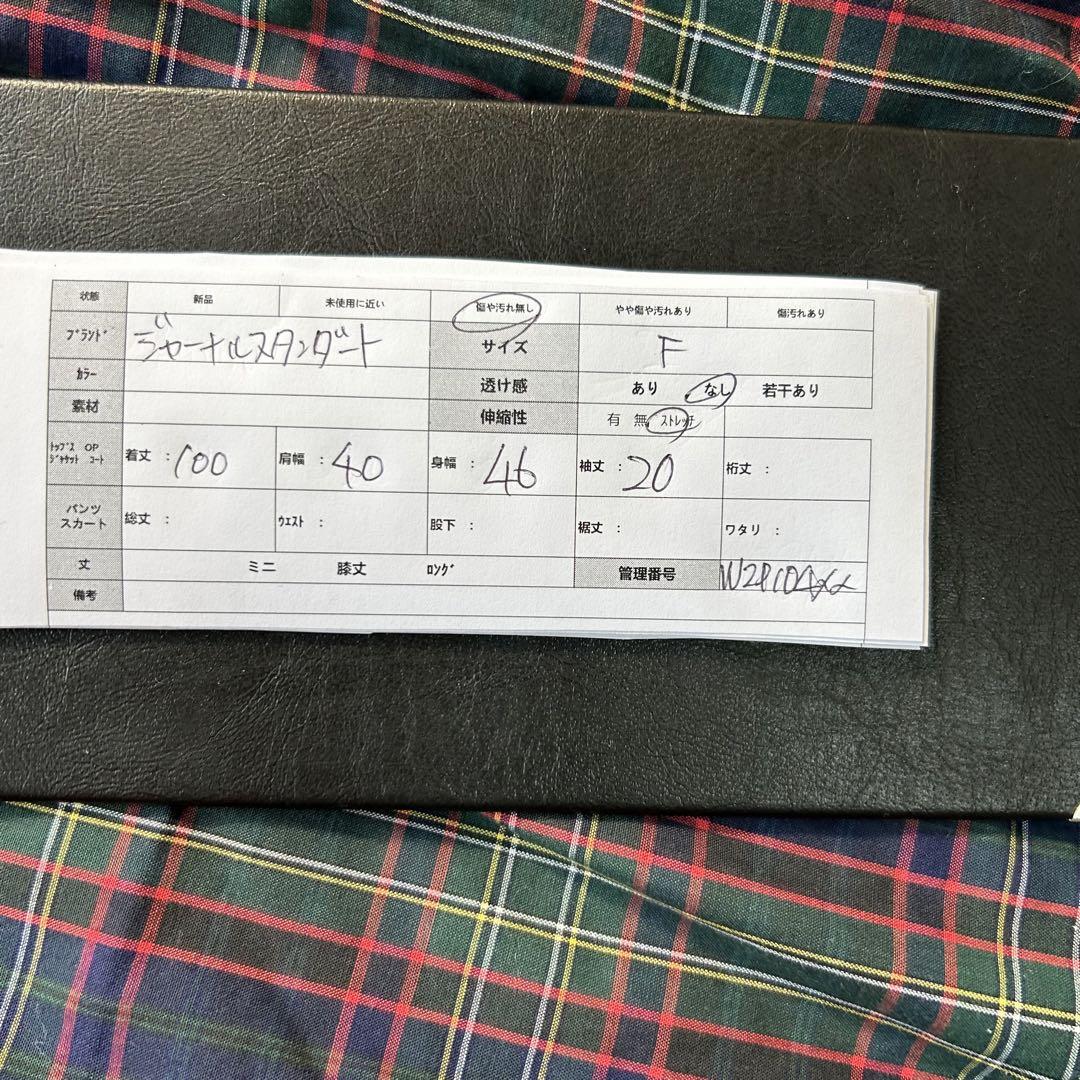 状態 新品 未使用に近い 傷や汚れ無し やや傷や汚れあり 傷汚れあり
ブランド ジャーナルスタンダート サイズ F
カラー 透け感 あり なし 若干あり
素材 伸縮性 有 無 ストレッチ
トップス OP ジャケット コート 着丈 : 100 肩幅 : 40 身幅 : 46 袖丈 : 20 裄丈 :
パンツ スカート 総丈 : ウエスト : 股下 : 裾丈 : ワタリ :
丈 ミニ 膝丈 ロング 管理番号
備考